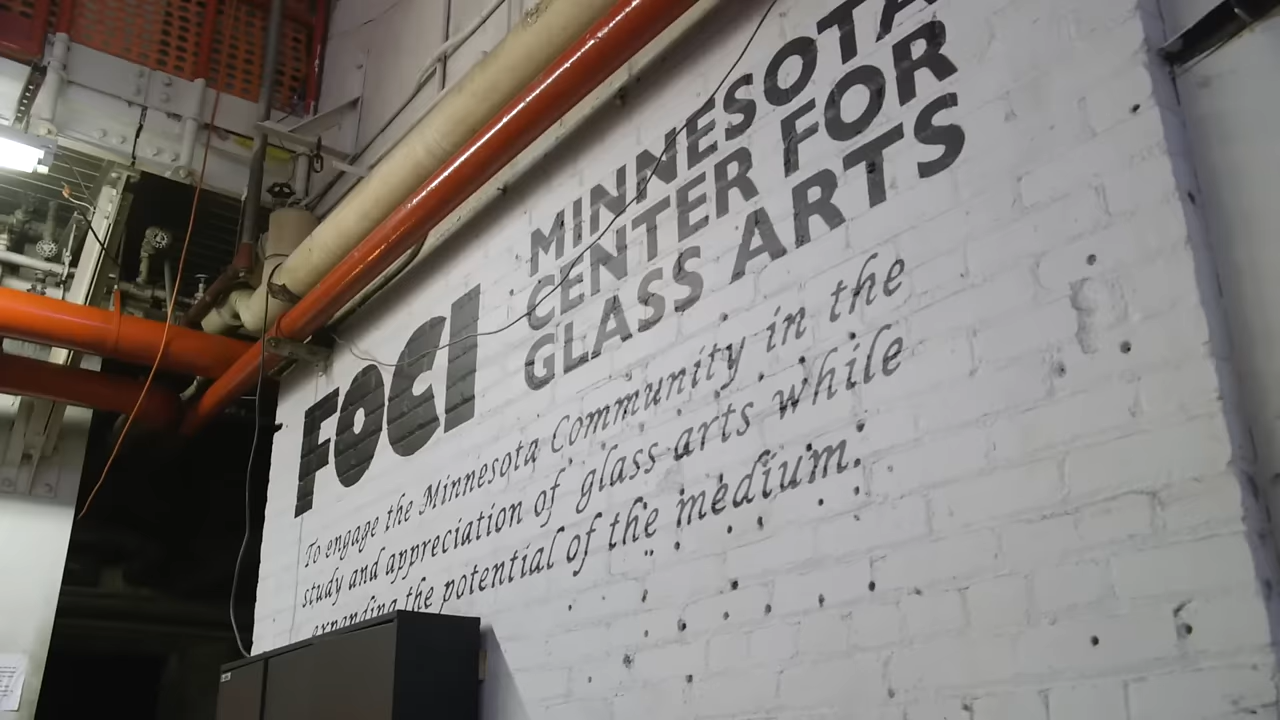 FOCI
MINNESOTA
CENTER FOR
GLASS ARTS
To engage the Minnesota Community in the
study and appreciation of glass arts while
expanding the potential of the medium.